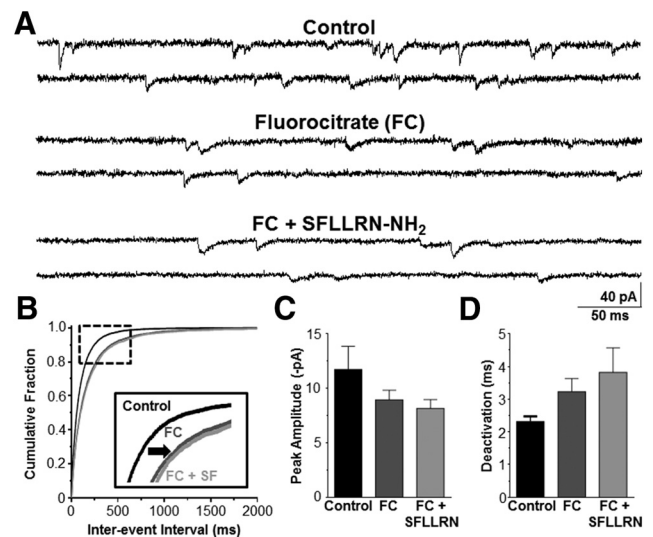 A
Control
Fluorocitrate (FC)
FC + SFLLRN-NH2
40 pA
50 ms
B
Cumulative Fraction
1.0
0.8
0.6
0.4
0.2
0
0 500 1000 1500 2000
Inter-event Interval (ms)
Control
FC
FC + SF
C
Peak Amplitude (-pA)
15
10
5
0
Control FC FC +
SFLLRN
D
Deactivation (ms)
5
4
3
2
1
0
Control FC FC +
SFLLRN